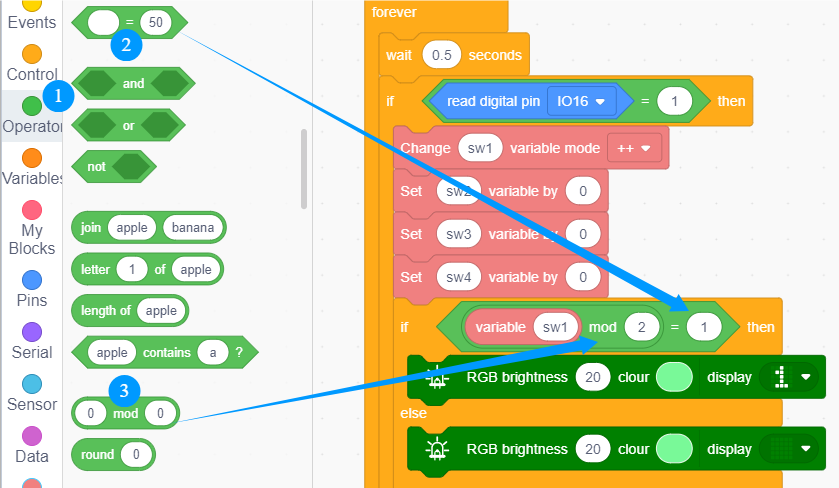 Events
Control
Operator
Variables
My
Blocks
Pins
Serial
Sensor
Data
1
2
3
= 50
and
or
not
join apple banana
letter 1 of apple
length of apple
apple contains a ?
0 mod 0
round 0
forever
wait 0.5 seconds
if read digital pin IO16 = 1 then
Change sw1 variable mode ++
Set sw2 variable by 0
Set sw3 variable by 0
Set sw4 variable by 0
if variable sw1 mod 2 = 1 then
RGB brightness 20 clour display 1
else
RGB brightness 20 clour display